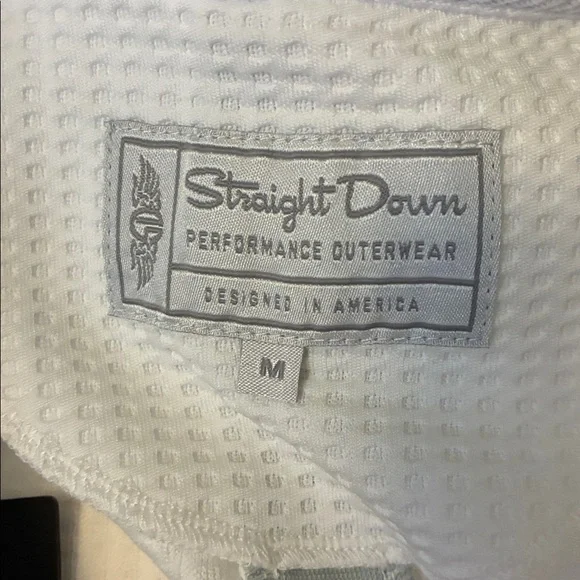 Straight Down
PERFORMANCE OUTERWEAR
DESIGNED IN AMERICA
M